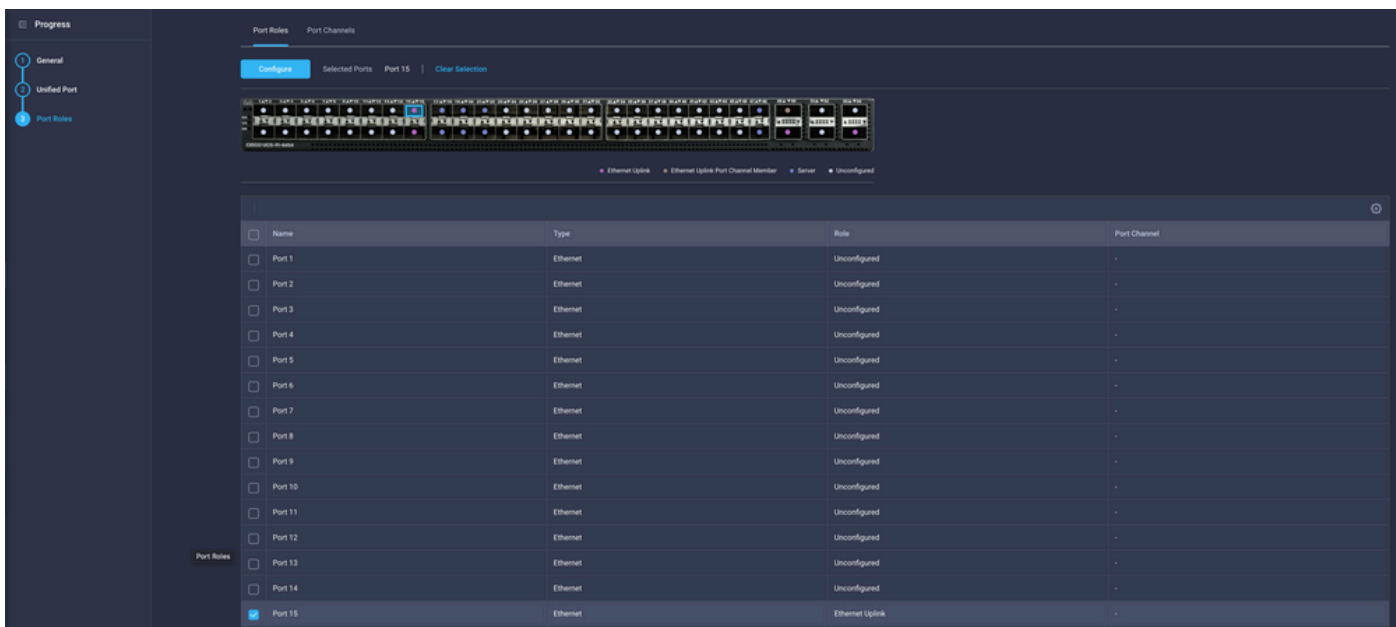 Progress
General
Unified Port
Port Roles
Port Roles Port Channels
Configure Selected Ports Port 15 | Clear Selection
Ethernet Uplink Ethernet Uplink Port Channel Member Server Unconfigured
Name Type Role Port Channel
Port 1 Ethernet Unconfigured -
Port 2 Ethernet Unconfigured -
Port 3 Ethernet Unconfigured -
Port 4 Ethernet Unconfigured -
Port 5 Ethernet Unconfigured -
Port 6 Ethernet Unconfigured -
Port 7 Ethernet Unconfigured -
Port 8 Ethernet Unconfigured -
Port 9 Ethernet Unconfigured -
Port 10 Ethernet Unconfigured -
Port 11 Ethernet Unconfigured -
Port 12 Ethernet Unconfigured -
Port Roles
Port 13 Ethernet Unconfigured -
Port 14 Ethernet Unconfigured -
Port 15 Ethernet Ethernet Uplink -